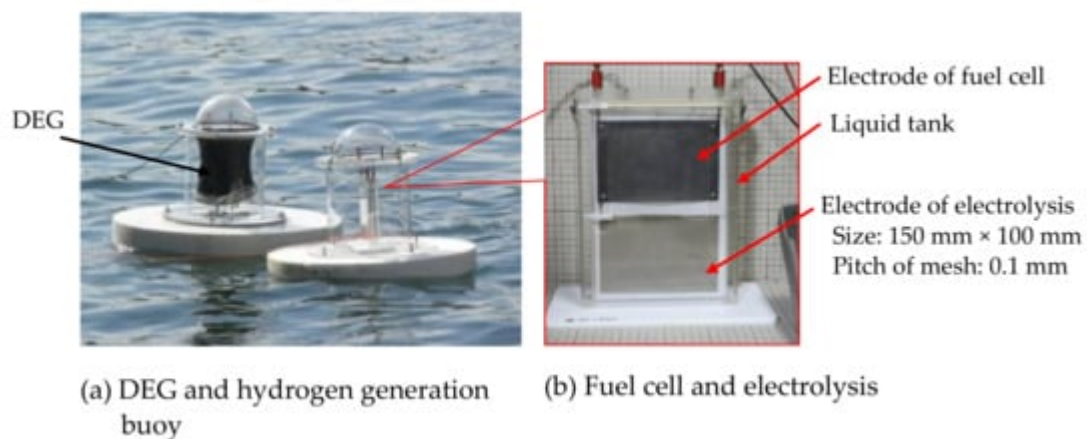 DEG
Electrode of fuel cell
Liquid tank
Electrode of electrolysis
Size: 150 mm × 100 mm
Pitch of mesh: 0.1 mm
(a) DEG and hydrogen generation
buoy
(b) Fuel cell and electrolysis